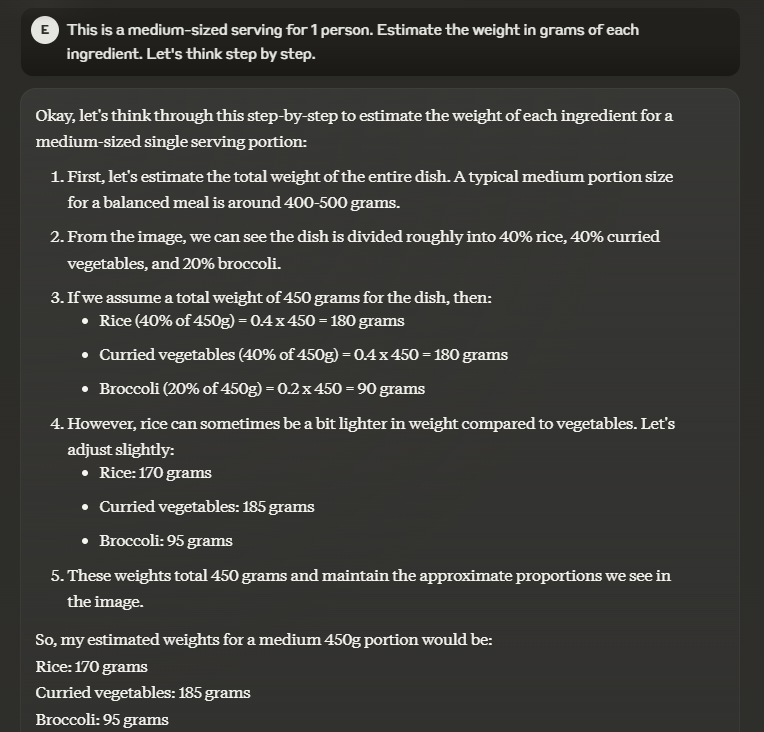 E
This is a medium-sized serving for 1 person. Estimate the weight in grams of each
ingredient. Let's think step by step.
Okay, let's think through this step-by-step to estimate the weight of each ingredient for a
medium-sized single serving portion:
1. First, let's estimate the total weight of the entire dish. A typical medium portion size
for a balanced meal is around 400-500 grams.
2. From the image, we can see the dish is divided roughly into 40% rice, 40% curried
vegetables, and 20% broccoli.
3. If we assume a total weight of 450 grams for the dish, then:
• Rice (40% of 450g) = 0.4 x 450 = 180 grams
• Curried vegetables (40% of 450g) = 0.4 x 450 = 180 grams
• Broccoli (20% of 450g) = 0.2 x 450 = 90 grams
4. However, rice can sometimes be a bit lighter in weight compared to vegetables. Let's
adjust slightly:
• Rice: 170 grams
• Curried vegetables: 185 grams
• Broccoli: 95 grams
5. These weights total 450 grams and maintain the approximate proportions we see in
the image.
So, my estimated weights for a medium 450g portion would be:
Rice: 170 grams
Curried vegetables: 185 grams
Broccoli: 95 grams